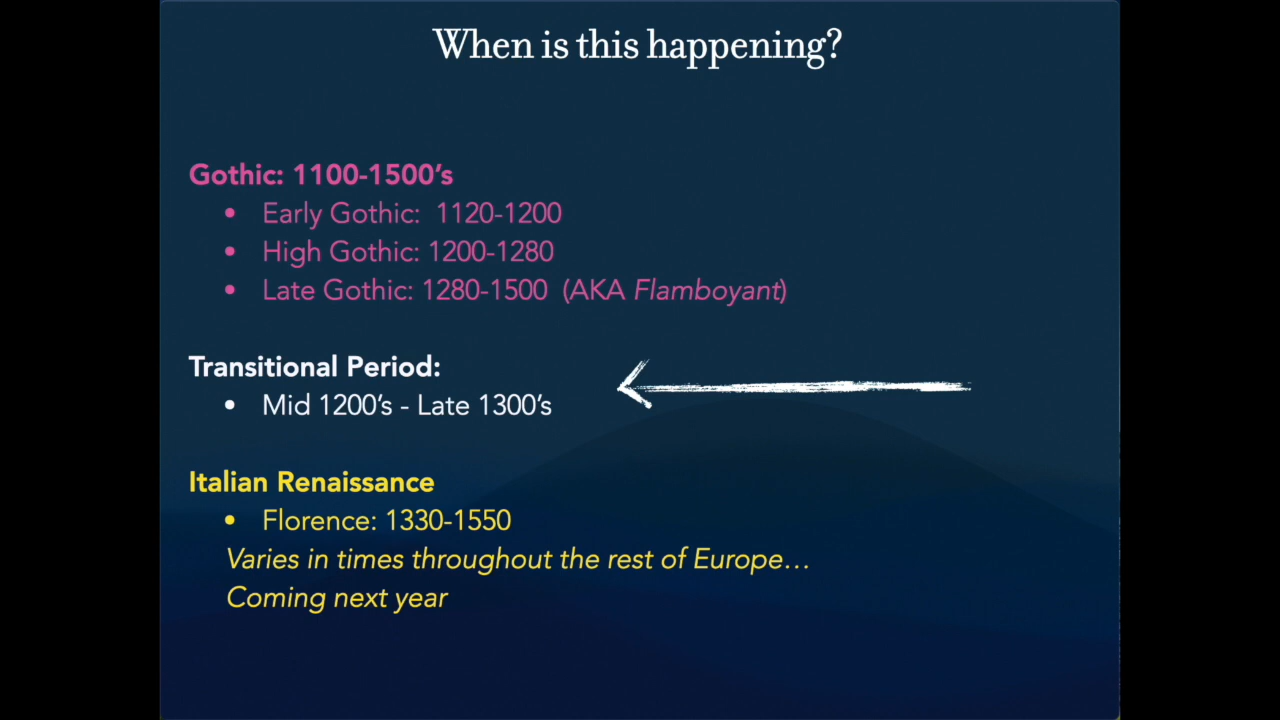 When is this happening?
Gothic: 1100-1500’s
• Early Gothic:  1120-1200
• High Gothic: 1200-1280
• Late Gothic: 1280-1500  (AKA Flamboyant)
Transitional Period:
• Mid 1200’s - Late 1300’s
Italian Renaissance
• Florence: 1330-1550
Varies in times throughout the rest of Europe…
Coming next year